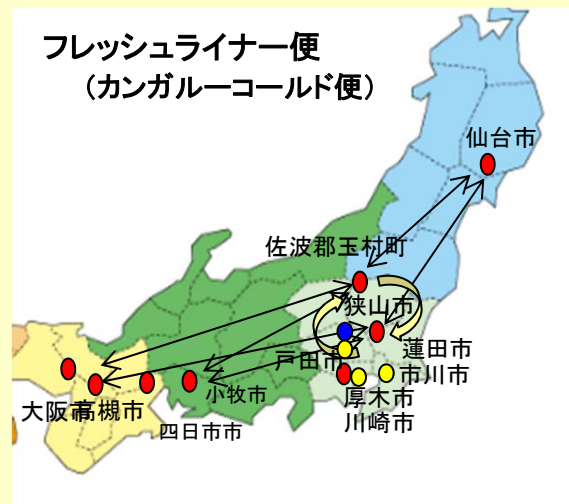 フレッシュライナー便
（カンガルーコールド便）
仙台市
佐波郡玉村町
狭山市
戸田市
蓮田市
市川市
厚木市
川崎市
小牧市
大阪市
高槻市
四日市市